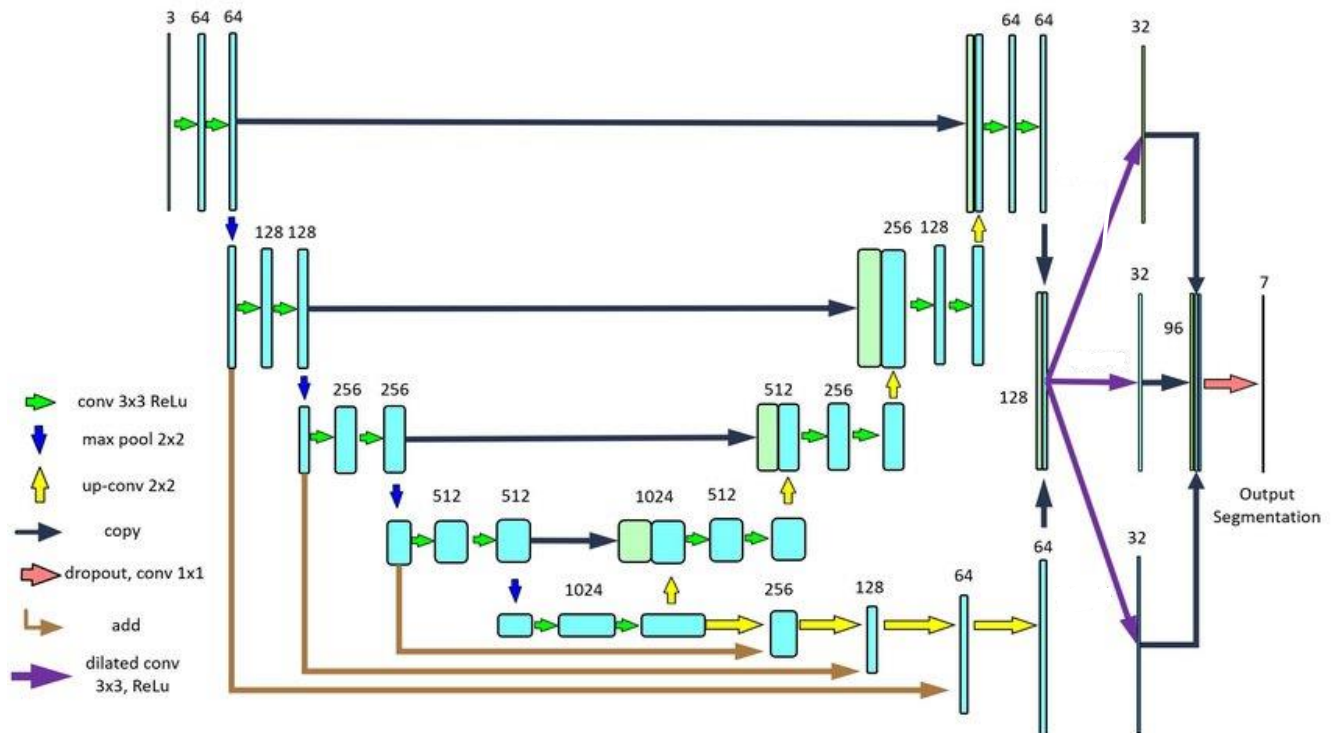 3 64 64
64 64
32
128 128
256 128
32
7
96
256 256
512 256
128
conv 3x3 ReLu
max pool 2x2
up-conv 2x2
copy
dropout, conv 1x1
add
dilated conv
3x3, ReLu
512 512
1024 512
Output
Segmentation
1024
256
128
64
64
32